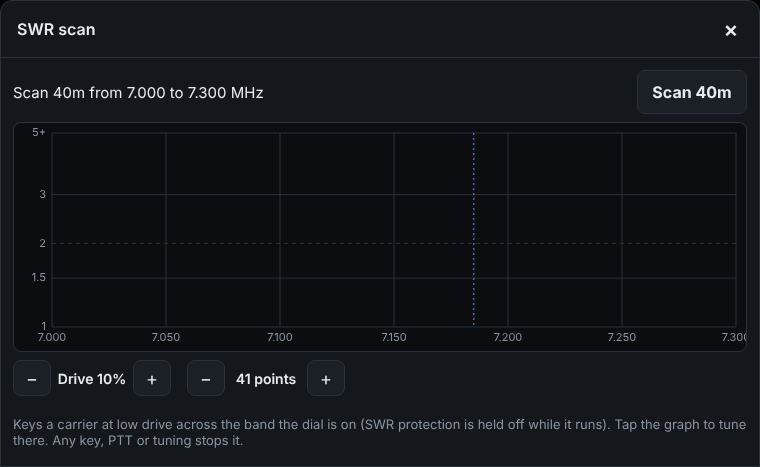 SWR scan
×
Scan 40m from 7.000 to 7.300 MHz
Scan 40m
5+
3
2
1.5
1
7.000 7.050 7.100 7.150 7.200 7.250 7.300
− Drive 10% + − 41 points +
Keys a carrier at low drive across the band the dial is on (SWR protection is held off while it runs). Tap the graph to tune
there. Any key, PTT or tuning stops it.